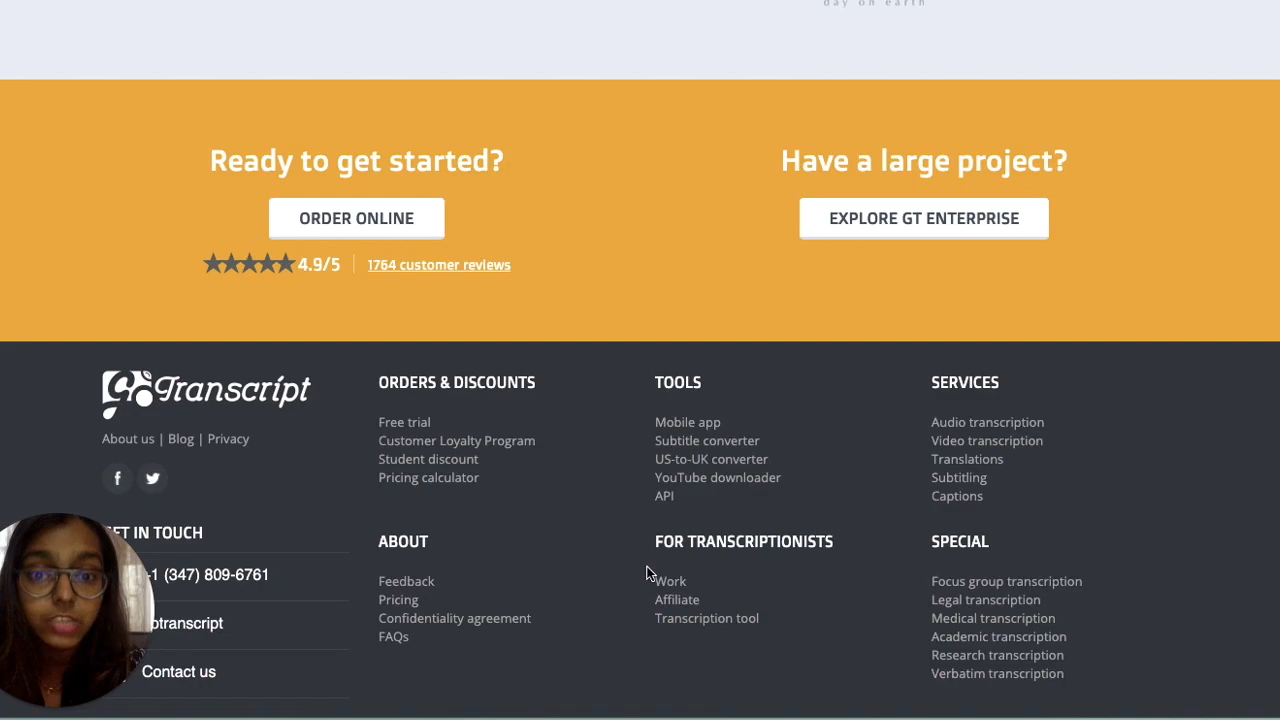 day on earth
Ready to get started?
ORDER ONLINE
4.9/5 | 1764 customer reviews
Have a large project?
EXPLORE GT ENTERPRISE
GoTranscript
About us | Blog | Privacy
GET IN TOUCH
1 (347) 809-6761
otranscript
Contact us
ORDERS & DISCOUNTS
Free trial
Customer Loyalty Program
Student discount
Pricing calculator
TOOLS
Mobile app
Subtitle converter
US-to-UK converter
YouTube downloader
API
SERVICES
Audio transcription
Video transcription
Translations
Subtitling
Captions
ABOUT
Feedback
Pricing
Confidentiality agreement
FAQs
FOR TRANSCRIPTIONISTS
Work
Affiliate
Transcription tool
SPECIAL
Focus group transcription
Legal transcription
Medical transcription
Academic transcription
Research transcription
Verbatim transcription